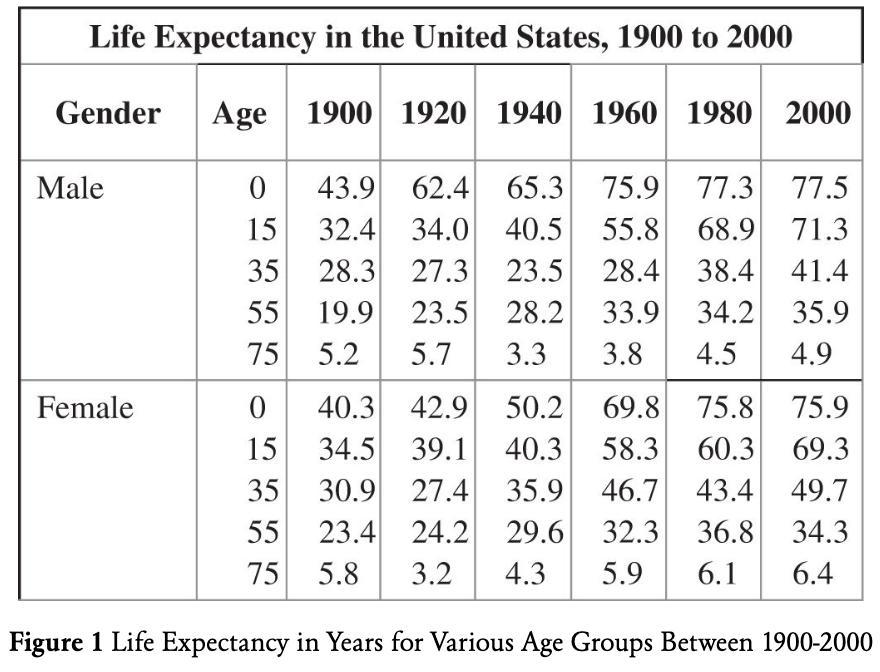 Life Expectancy in the United States, 1900 to 2000
Gender Age 1900 1920 1940 1960 1980 2000
Male 0 43.9 62.4 65.3 75.9 77.3 77.5
15 32.4 34.0 40.5 55.8 68.9 71.3
35 28.3 27.3 23.5 28.4 38.4 41.4
55 19.9 23.5 28.2 33.9 34.2 35.9
75 5.2 5.7 3.3 3.8 4.5 4.9
Female 0 40.3 42.9 50.2 69.8 75.8 75.9
15 34.5 39.1 40.3 58.3 60.3 69.3
35 30.9 27.4 35.9 46.7 43.4 49.7
55 23.4 24.2 29.6 32.3 36.8 34.3
75 5.8 3.2 4.3 5.9 6.1 6.4
Figure 1 Life Expectancy in Years for Various Age Groups Between 1900-2000